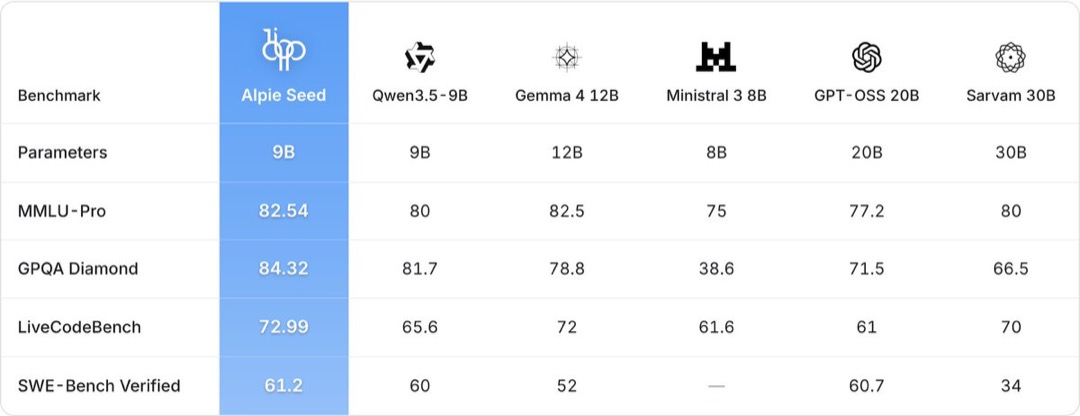 Benchmark Alpie Seed Qwen3.5-9B Gemma 4 12B Ministral 3 8B GPT-OSS 20B Sarvam 30B
Parameters 9B 9B 12B 8B 20B 30B
MMLU-Pro 82.54 80 82.5 75 77.2 80
GPQA Diamond 84.32 81.7 78.8 38.6 71.5 66.5
LiveCodeBench 72.99 65.6 72 61.6 61 70
SWE-Bench Verified 61.2 60 52 — 60.7 34